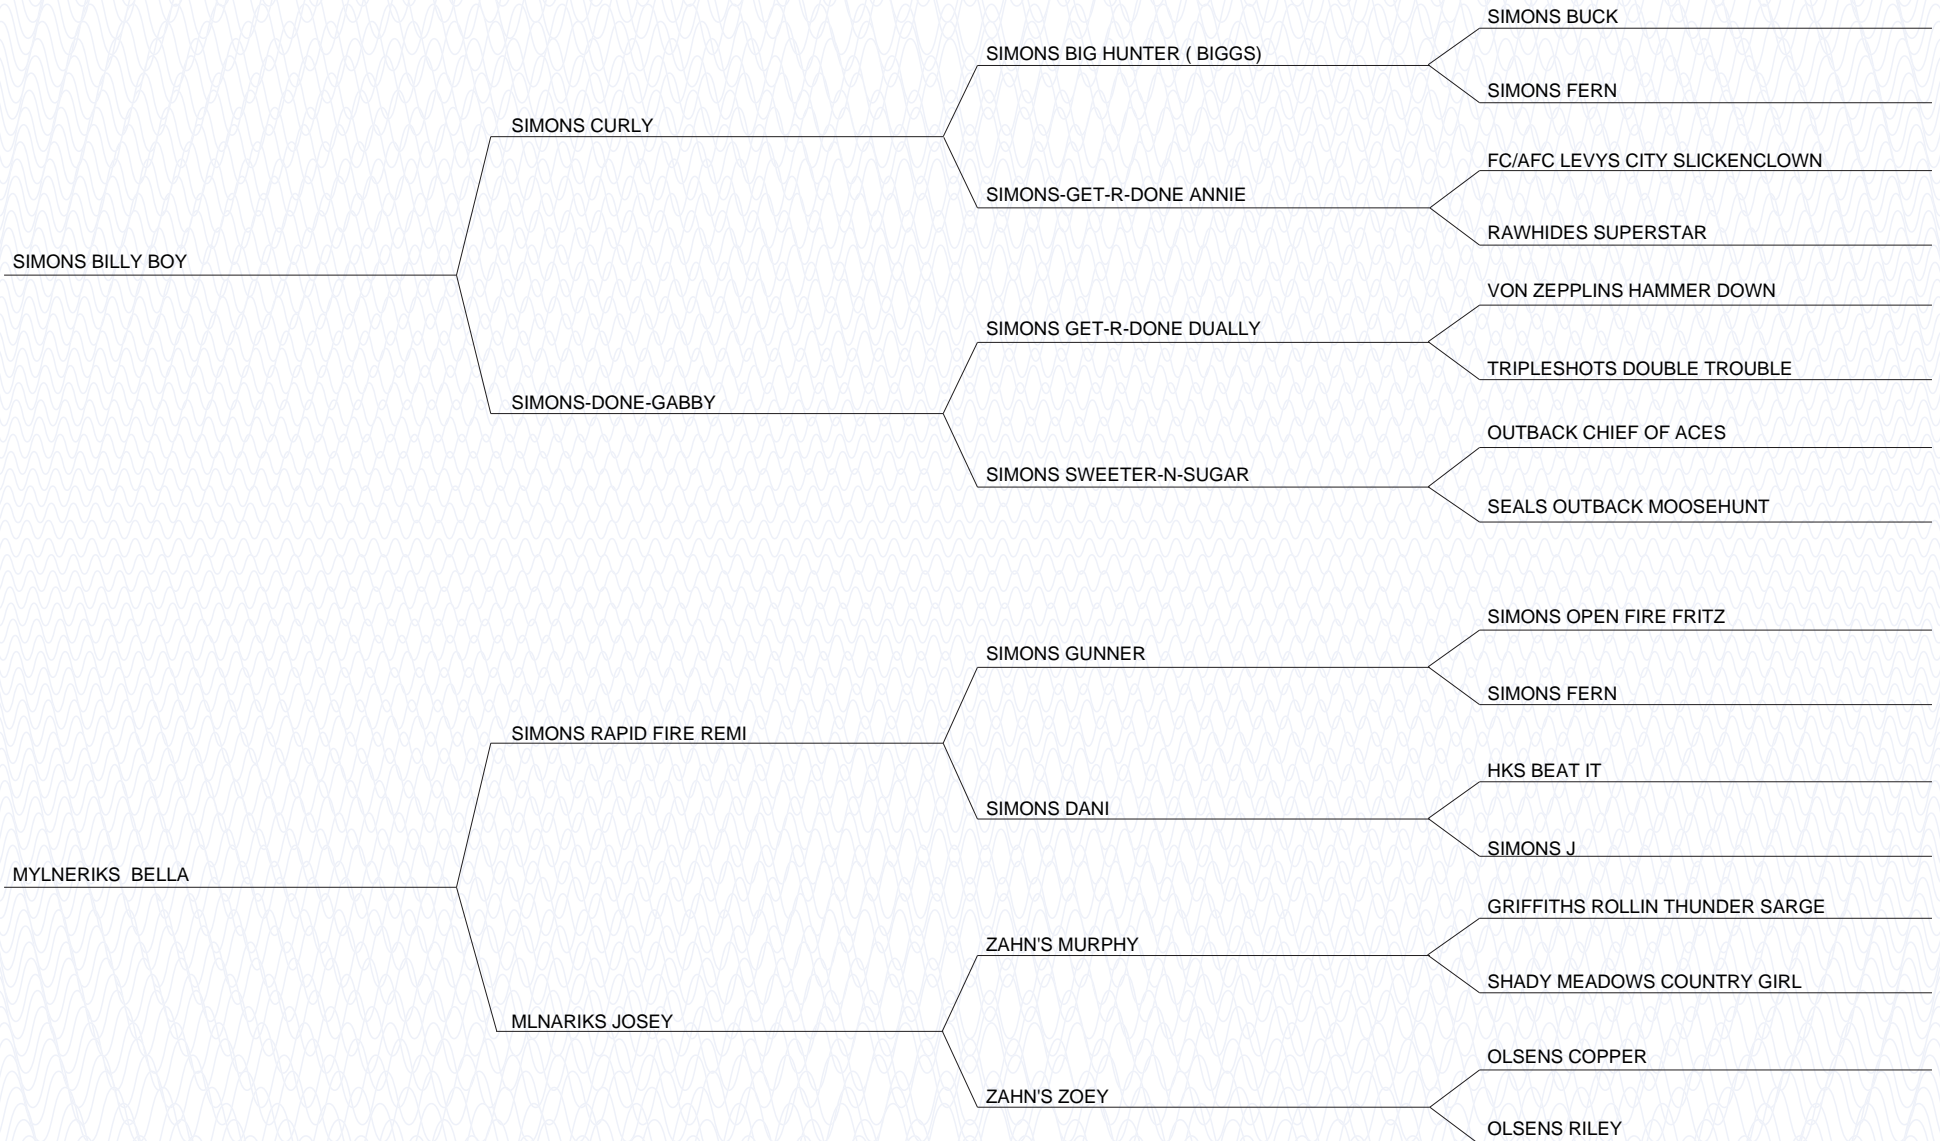 SIMONS BUCK
SIMONS BIG HUNTER ( BIGGS)
SIMONS FERN
SIMONS CURLY
FC/AFC LEVYS CITY SLICKENCLOWN
SIMONS-GET-R-DONE ANNIE
RAWHIDES SUPERSTAR
SIMONS BILLY BOY
VON ZEPPLINS HAMMER DOWN
SIMONS GET-R-DONE DUALLY
TRIPLESHOTS DOUBLE TROUBLE
SIMONS-DONE-GABBY
OUTBACK CHIEF OF ACES
SIMONS SWEETER-N-SUGAR
SEALS OUTBACK MOOSEHUNT
SIMONS OPEN FIRE FRITZ
SIMONS GUNNER
SIMONS FERN
SIMONS RAPID FIRE REMI
HKS BEAT IT
SIMONS DANI
SIMONS J
MYLNERIKS  BELLA
GRIFFITHS ROLLIN THUNDER SARGE
ZAHN'S MURPHY
SHADY MEADOWS COUNTRY GIRL
MLNARIKS JOSEY
OLSENS COPPER
ZAHN'S ZOEY
OLSENS RILEY